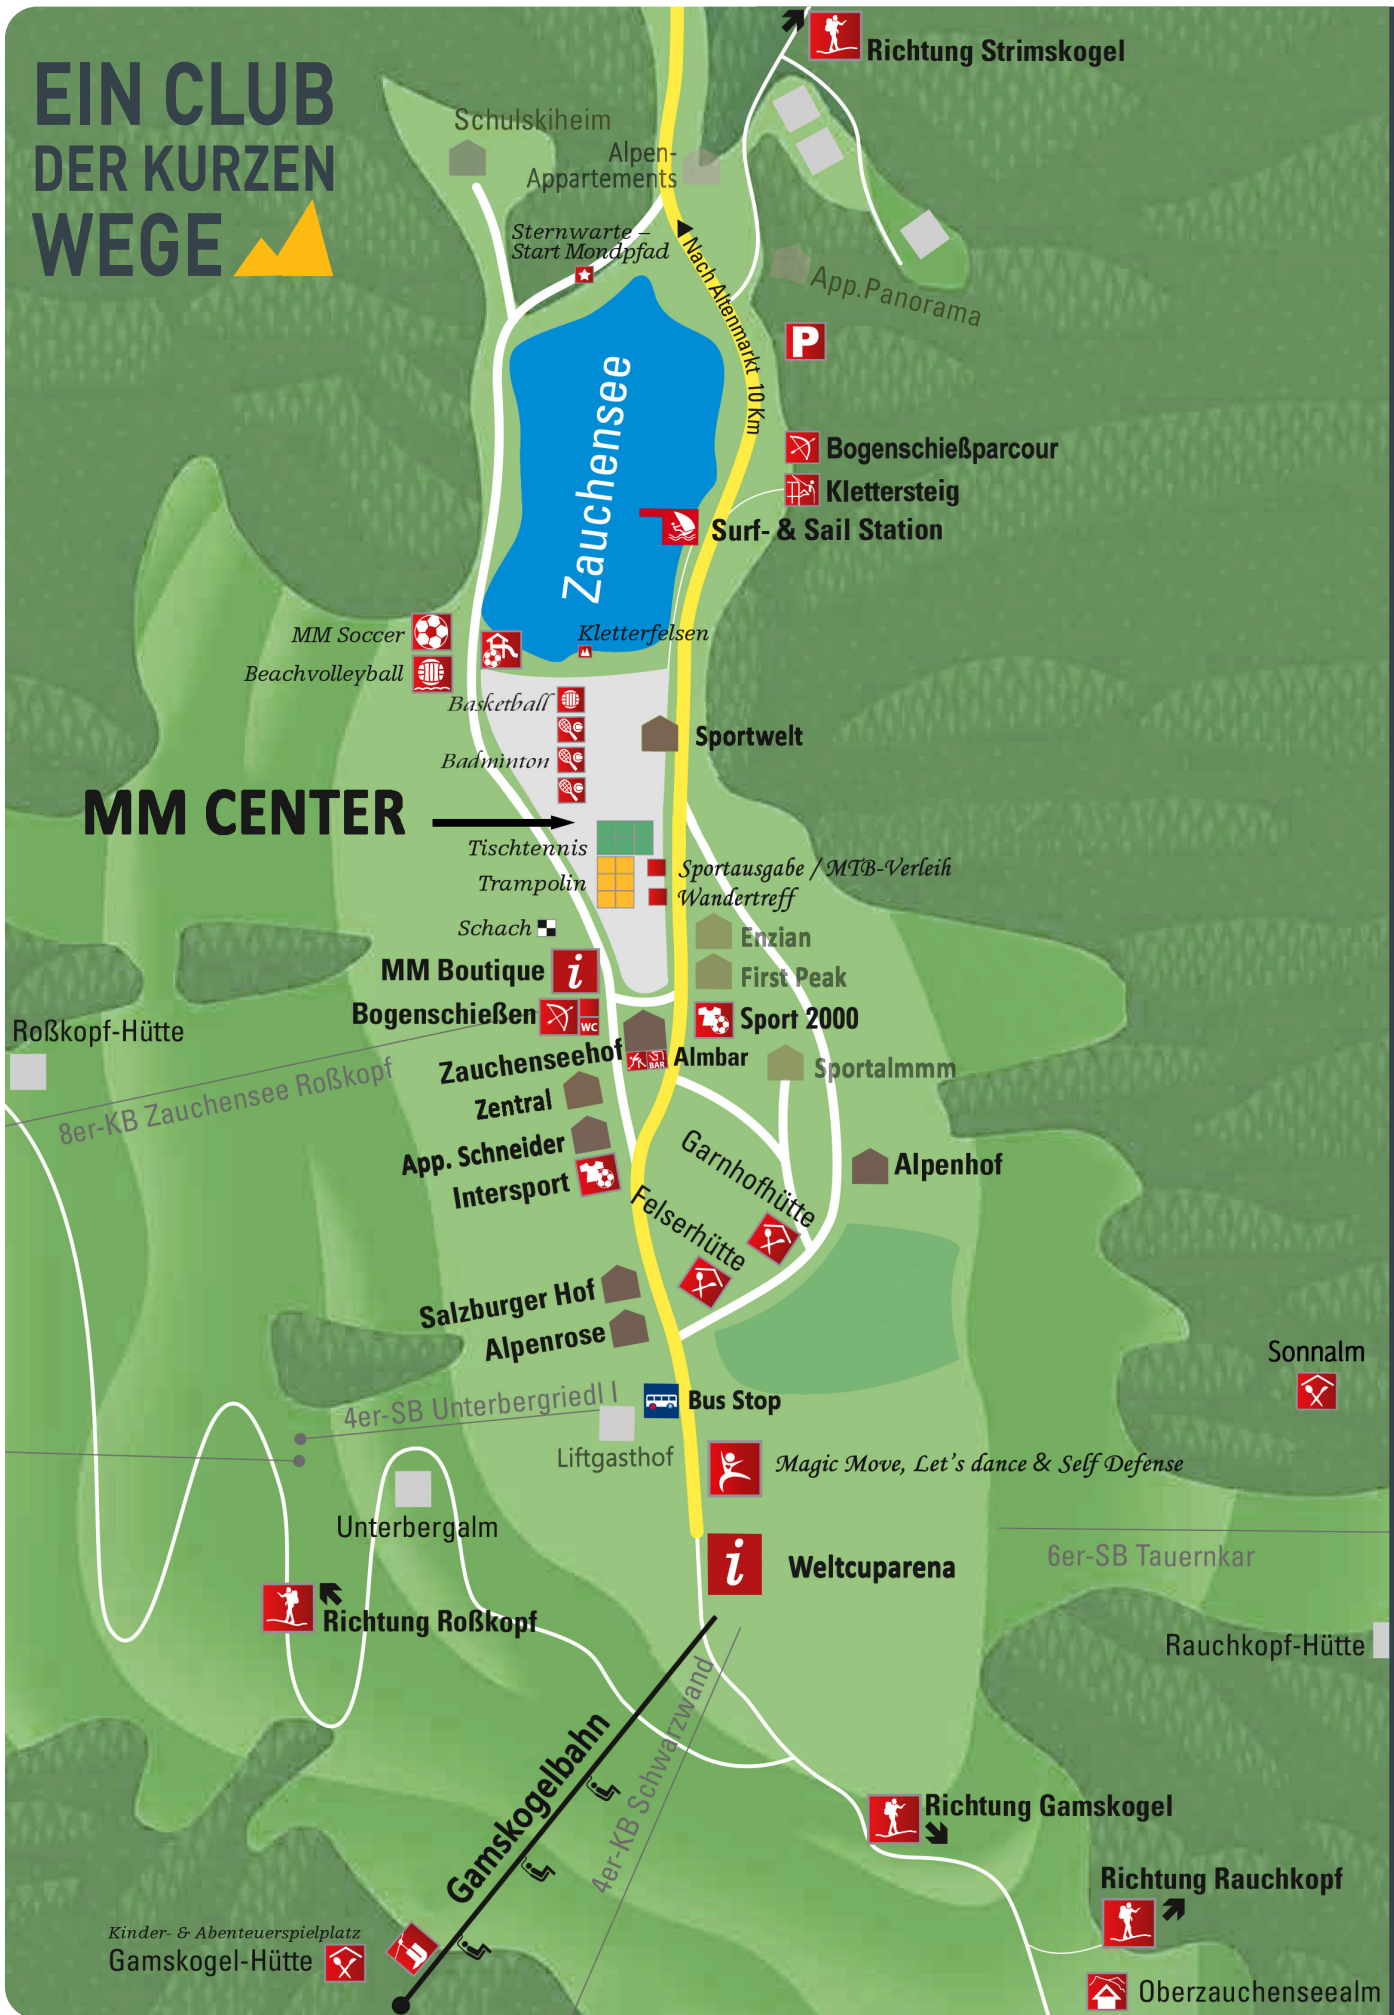 EIN CLUB
DER KURZEN
WEGE
Richtung Strimskogel
Schulskiheim
Alpen-
Appartements
Sternwarte –
Start Mondpfad
Nach Altenmarkt 10 Km
App.Panorama
P
Zauchensee
Bogenschießparcour
Klettersteig
Surf- & Sail Station
MM Soccer
Kletterfelsen
Beachvolleyball
Basketball
Sportwelt
Badminton
MM CENTER
Tischtennis
Sportausgabe / MTB-Verleih
Trampolin
Wandertreff
Schach
Enzian
MM Boutique
i
First Peak
Bogenschießen
WC
Sport 2000
Roßkopf-Hütte
Zauchenseehof
BAR
Almbar
Sportalmmm
8er-KB Zauchensee Roßkopf
Zentral
App. Schneider
Garnhofhütte
Alpenhof
Intersport
Felserhütte
Salzburger Hof
Alpenrose
Sonnalm
4er-SB Unterbergriedl I
Bus Stop
Liftgasthof
Magic Move, Let's dance & Self Defense
Unterbergalm
i
Weltcuparena
6er-SB Tauernkar
Richtung Roßkopf
Rauchkopf-Hütte
Gamskogelbahn
4er-KB Schwarzwand
Richtung Gamskogel
Richtung Rauchkopf
Kinder- & Abenteuerspielplatz
Gamskogel-Hütte
Oberzauchenseealm